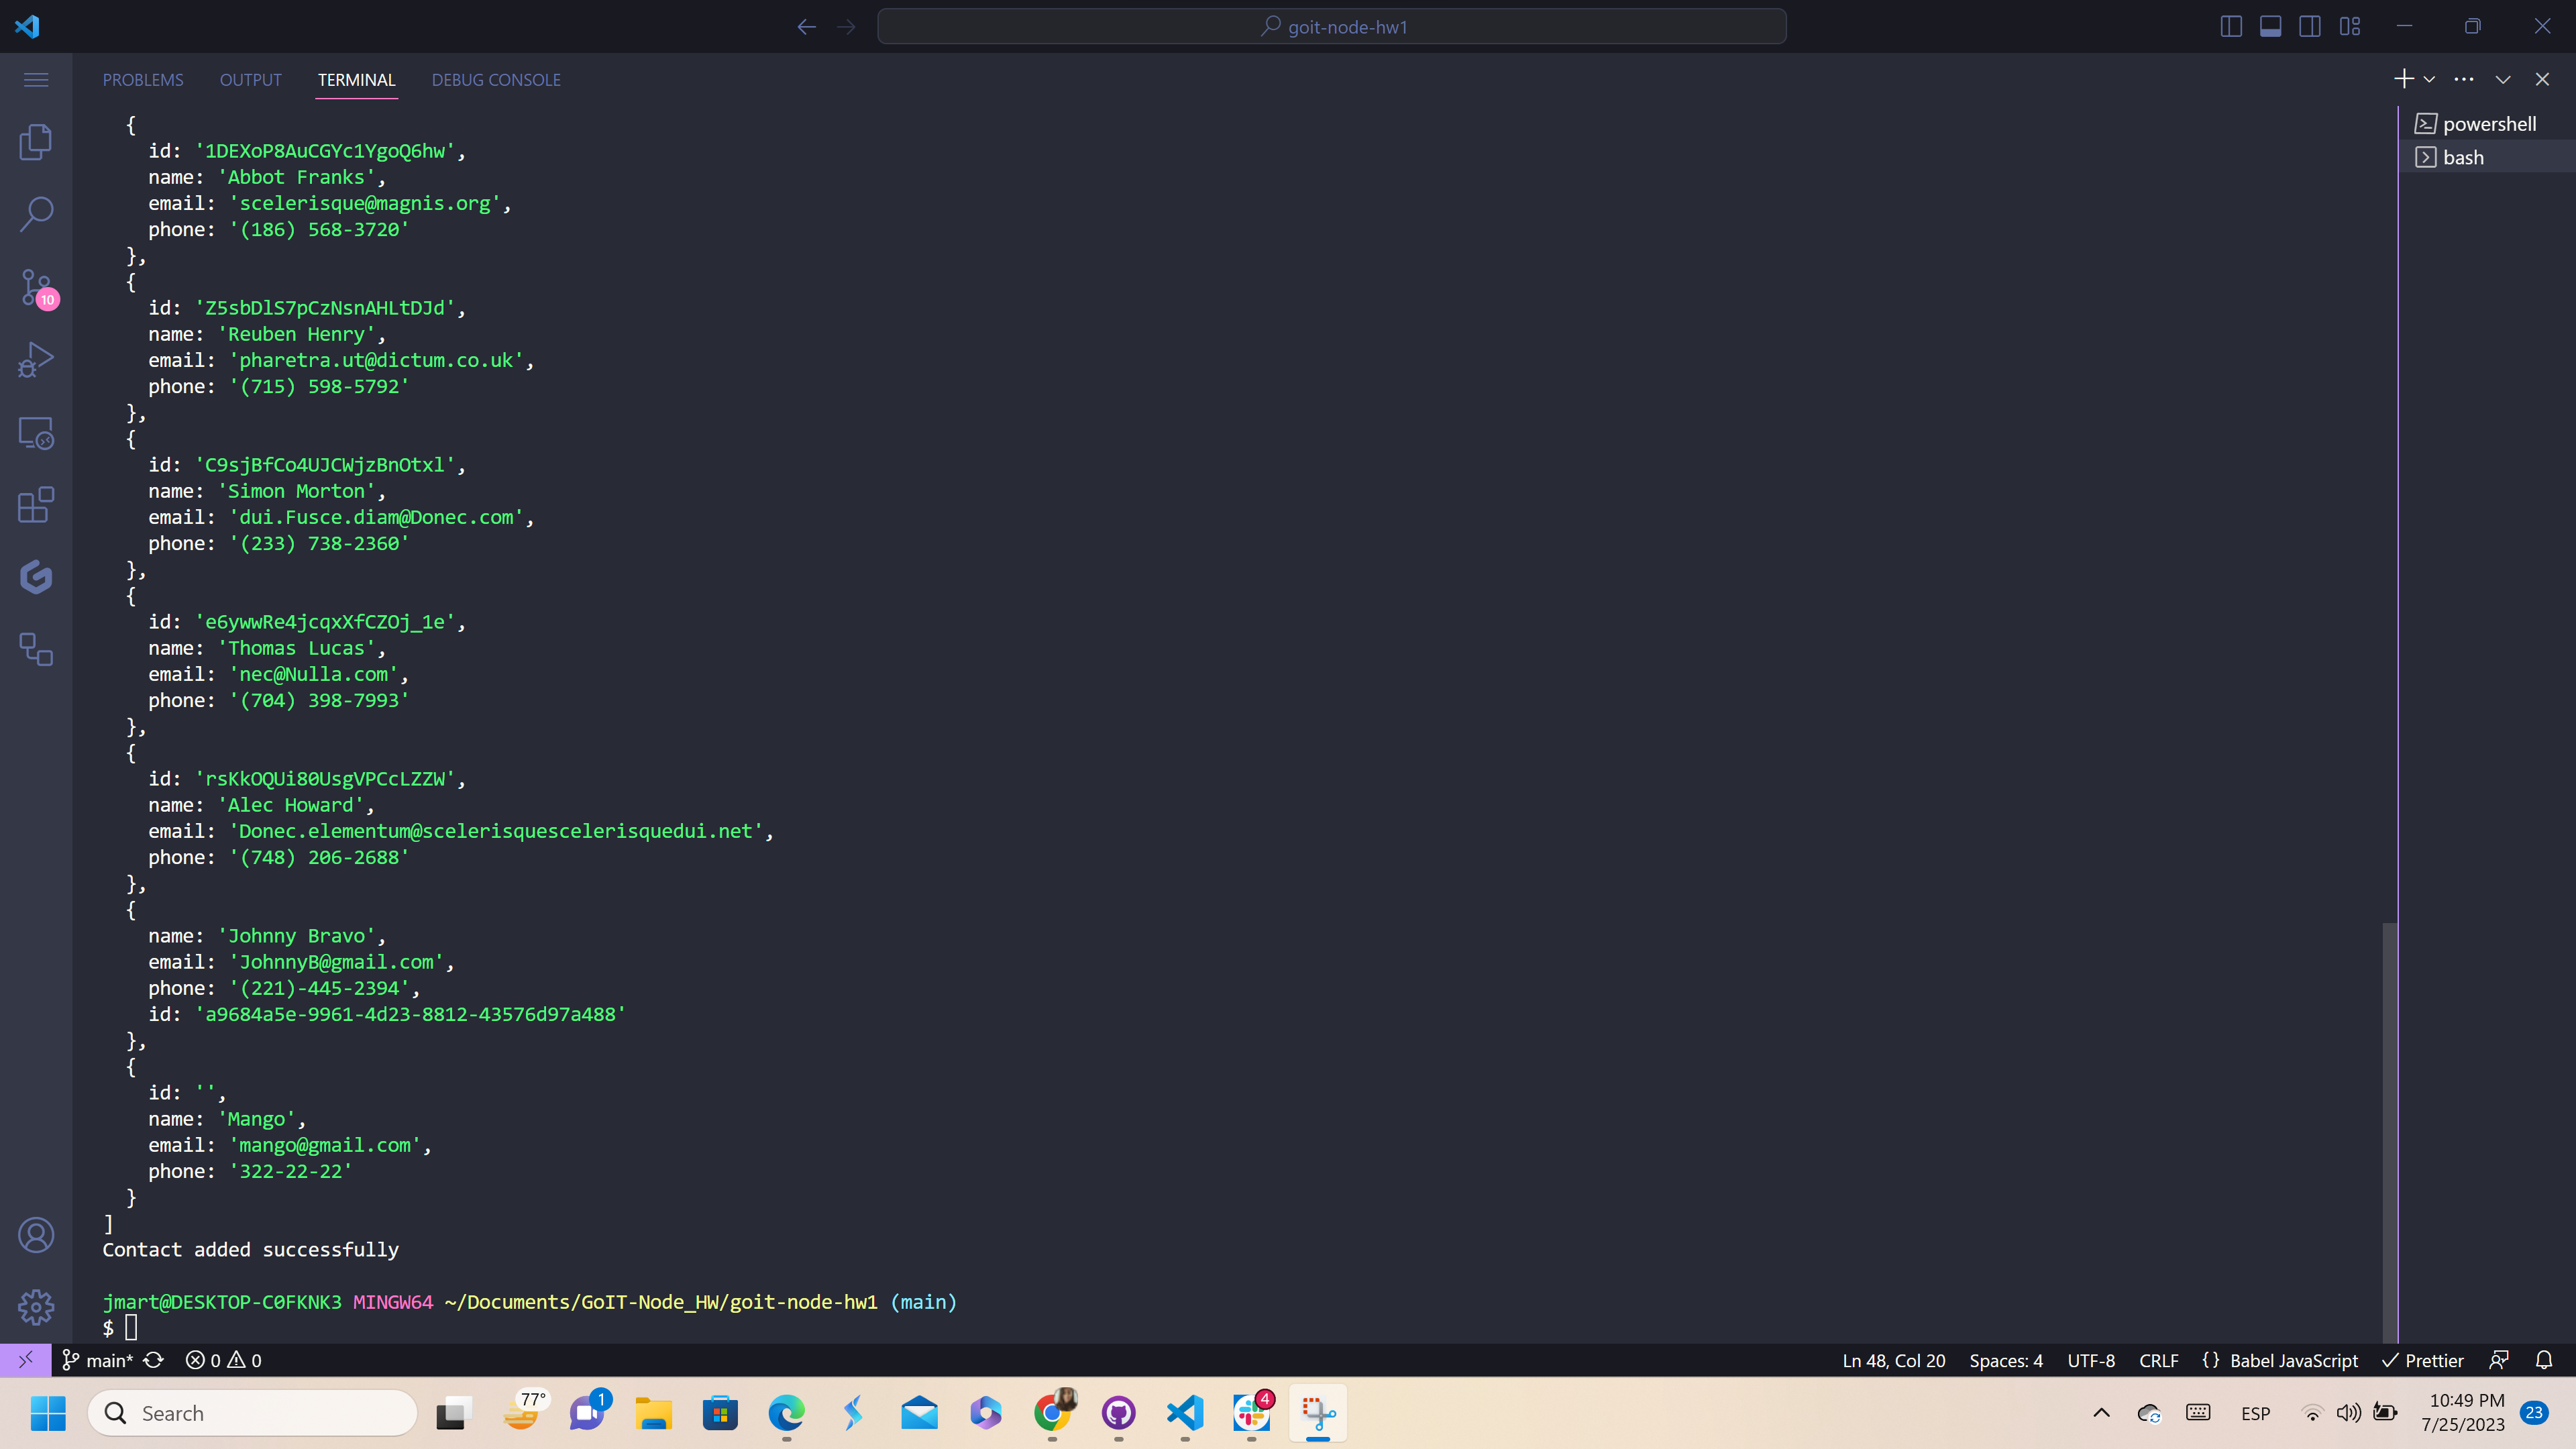 goit-node-hw1
PROBLEMS OUTPUT TERMINAL DEBUG CONSOLE
{
id: '1DEXoP8AuCGYc1YgoQ6hw',
name: 'Abbot Franks',
email: 'scelerisque@magnis.org',
phone: '(186) 568-3720'
},
{
id: 'Z5sbDlS7pCzNsnAHLtDJd',
name: 'Reuben Henry',
email: 'pharetra.ut@dictum.co.uk',
phone: '(715) 598-5792'
},
{
id: 'C9sjBfCo4UJCWjzBnOtxl',
name: 'Simon Morton',
email: 'dui.Fusce.diam@Donec.com',
phone: '(233) 738-2360'
},
{
id: 'e6ywwRe4jcqxXfCZOj_1e',
name: 'Thomas Lucas',
email: 'nec@Nulla.com',
phone: '(704) 398-7993'
},
{
id: 'rsKkOQUi80UsgVPCcLZZW',
name: 'Alec Howard',
email: 'Donec.elementum@scelerisquescelerisquedui.net',
phone: '(748) 206-2688'
},
{
name: 'Johnny Bravo',
email: 'JohnnyB@gmail.com',
phone: '(221)-445-2394',
id: 'a9684a5e-9961-4d23-8812-43576d97a488'
},
{
id: '',
name: 'Mango',
email: 'mango@gmail.com',
phone: '322-22-22'
}
]
Contact added successfully
jmart@DESKTOP-C0FKNK3 MINGW64 ~/Documents/GoIT-Node_HW/goit-node-hw1 (main)
$
powershell
bash
10
main* 0 0 Ln 48, Col 20 Spaces: 4 UTF-8 CRLF {} Babel JavaScript Prettier
Search 77° 1 4 ESP 10:49 PM
7/25/2023 23